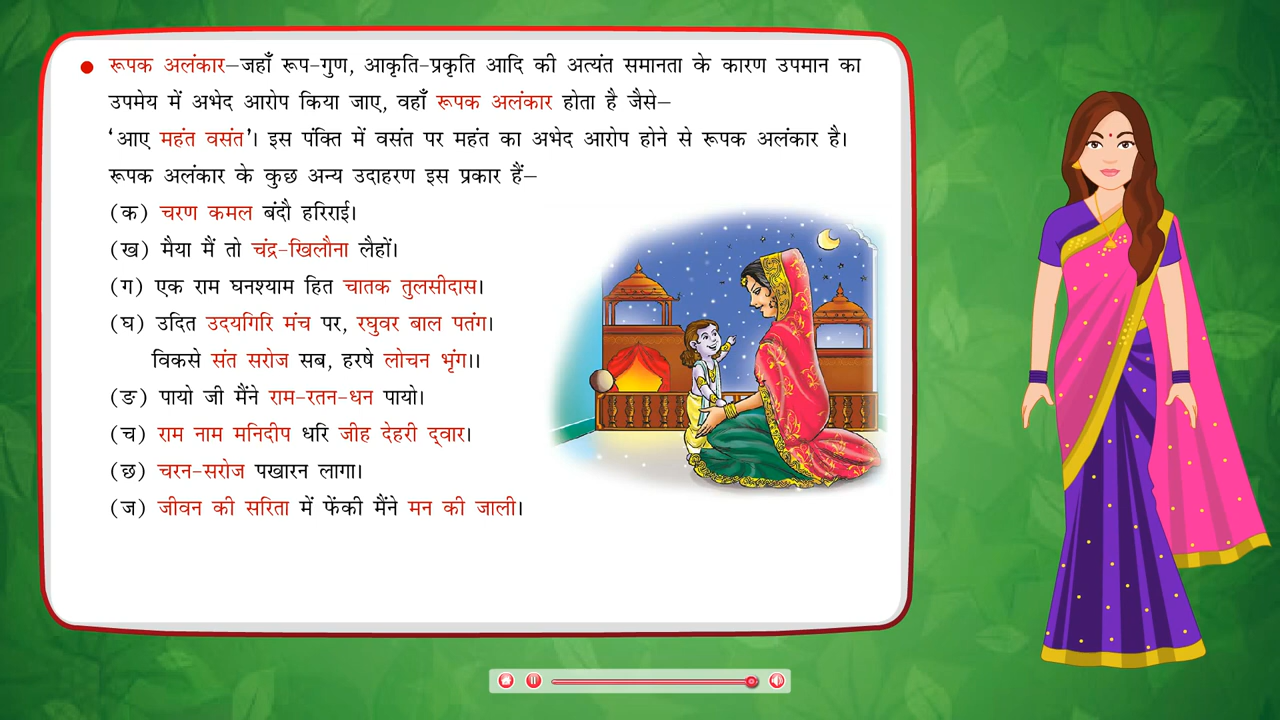 रूपक अलंकार–जहाँ रूप-गुण, आकृति-प्रकृति आदि की अत्यंत समानता के कारण उपमान का
उपमेय में अभेद आरोप किया जाए, वहाँ रूपक अलंकार होता है जैसे–
‘आए महंत वसंत’। इस पंक्ति में वसंत पर महंत का अभेद आरोप होने से रूपक अलंकार है।
रूपक अलंकार के कुछ अन्य उदाहरण इस प्रकार हैं–
(क) चरण कमल बंदौ हरिराई।
(ख) मैया मैं तो चंद्र-खिलौना लैहों।
(ग) एक राम घनश्याम हित चातक तुलसीदास।
(घ) उदित उदयगिरि मंच पर, रघुवर बाल पतंग।
विकसे संत सरोज सब, हरषे लोचन भृंग।।
(ङ) पायो जी मैंने राम-रतन-धन पायो।
(च) राम नाम मनिदीप धरि जीह देहरी द्‌वार।
(छ) चरन-सरोज पखारन लागा।
(ज) जीवन की सरिता में फेंकी मैंने मन की जाली।